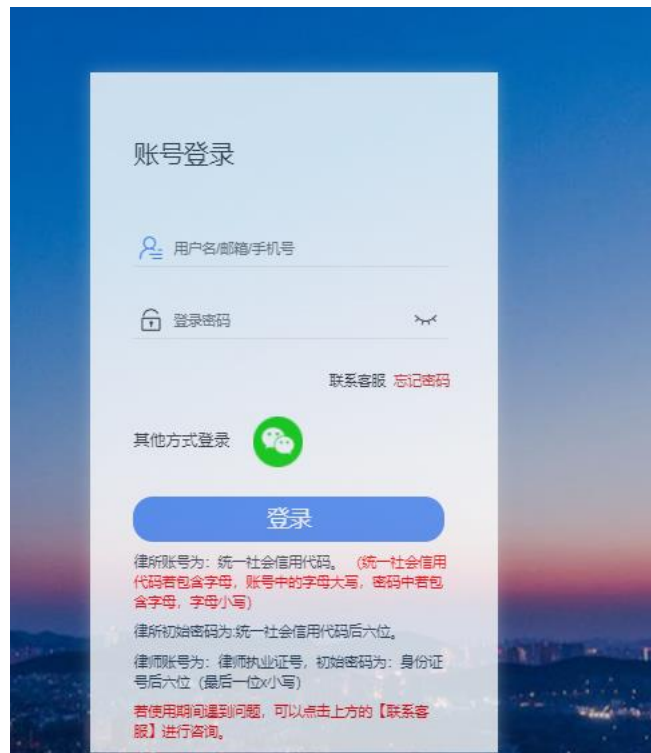 账号登录
用户名/邮箱/手机号
登录密码
联系客服 忘记密码
其他方式登录
登录
律所账号为：统一社会信用代码。（统一社会信用
代码若包含字母，账号中的字母大写，密码中若包
含字母，字母小写）
律所初始密码为:统一社会信用代码后六位。
律师账号为：律师执业证号，初始密码为：身份证
号后六位（最后一位x小写）
若使用期间遇到问题，可以点击上方的【联系客
服】进行咨询。